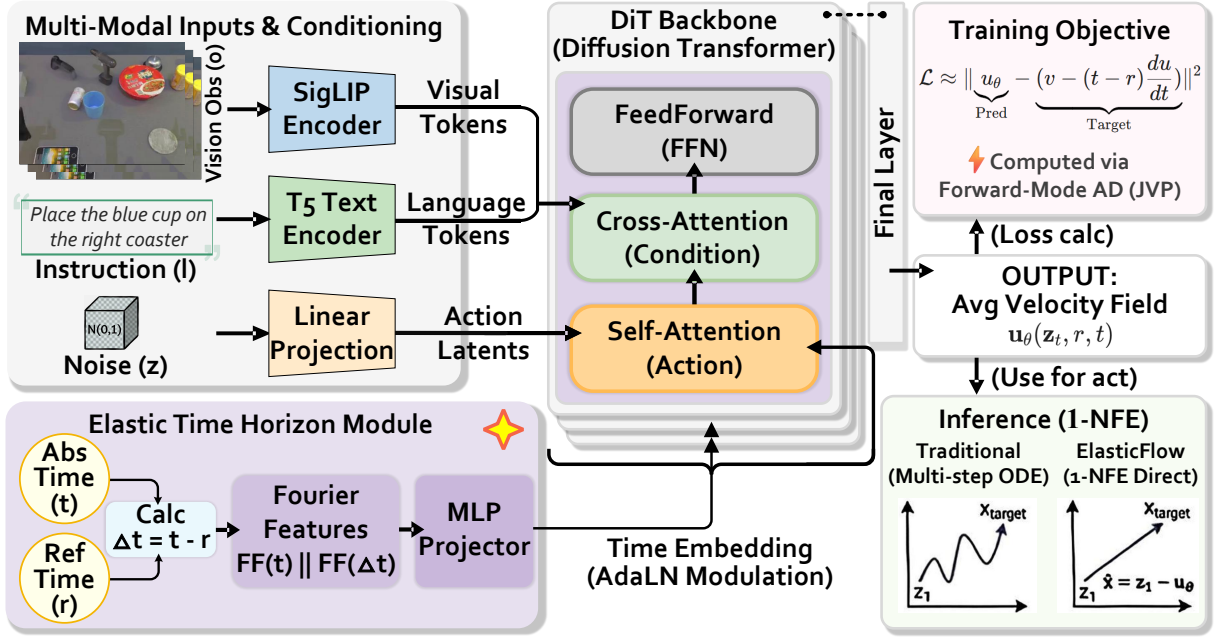 Multi-Modal Inputs & Conditioning
Vision Obs (o)
SigLIP
Encoder
Visual
Tokens
Place the blue cup on
the right coaster
Instruction (l)
T5 Text
Encoder
Language
Tokens
N(0,1)
Noise (z)
Linear
Projection
Action
Latents
DiT Backbone
(Diffusion Transformer)
FeedForward
(FFN)
Cross-Attention
(Condition)
Self-Attention
(Action)
Final Layer
Training Objective
ℒ ≈ ‖ u_θ − (v − (t − r) du/dt) ‖²
Pred
Target
⚡ Computed via
Forward-Mode AD (JVP)
(Loss calc)
OUTPUT:
Avg Velocity Field
u_θ(z_t, r, t)
(Use for act)
Elastic Time Horizon Module
Abs
Time
(t)
Ref
Time
(r)
Calc
Δt = t - r
Fourier
Features
FF(t) || FF(Δt)
MLP
Projector
Time Embedding
(AdaLN Modulation)
Inference (1-NFE)
Traditional
(Multi-step ODE)
X_target
z_1
ElasticFlow
(1-NFE Direct)
X_target
z_1
x̂ = z_1 − u_θ